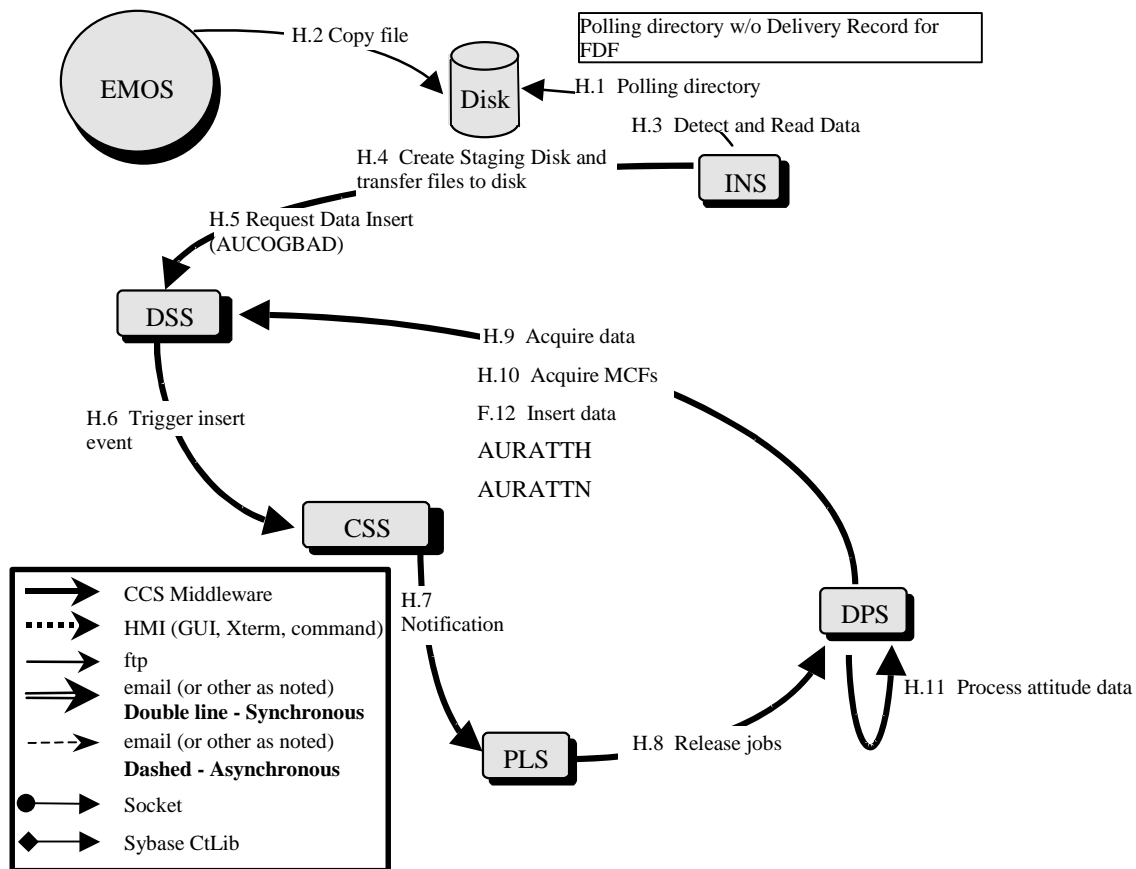 Polling directory w/o Delivery Record for
FDF
H.2 Copy file
EMOS
Disk
H.1 Polling directory
H.3 Detect and Read Data
H.4 Create Staging Disk and
transfer files to disk
INS
H.5 Request Data Insert
(AUCOGBAD)
DSS
H.9 Acquire data
H.10 Acquire MCFs
F.12 Insert data
AURATTH
AURATTN
H.6 Trigger insert
event
CSS
H.7
Notification
DPS
H.11 Process attitude data
H.8 Release jobs
PLS
CCS Middleware
HMI (GUI, Xterm, command)
ftp
email (or other as noted)
Double line - Synchronous
email (or other as noted)
Dashed - Asynchronous
Socket
Sybase CtLib